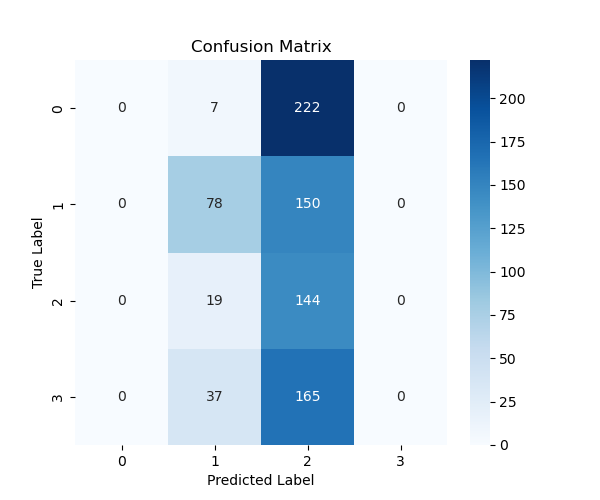 Confusion Matrix
0 0 7 222 0
1 0 78 150 0
2 0 19 144 0
3 0 37 165 0
0 1 2 3
True Label
Predicted Label
200
175
150
125
100
75
50
25
0